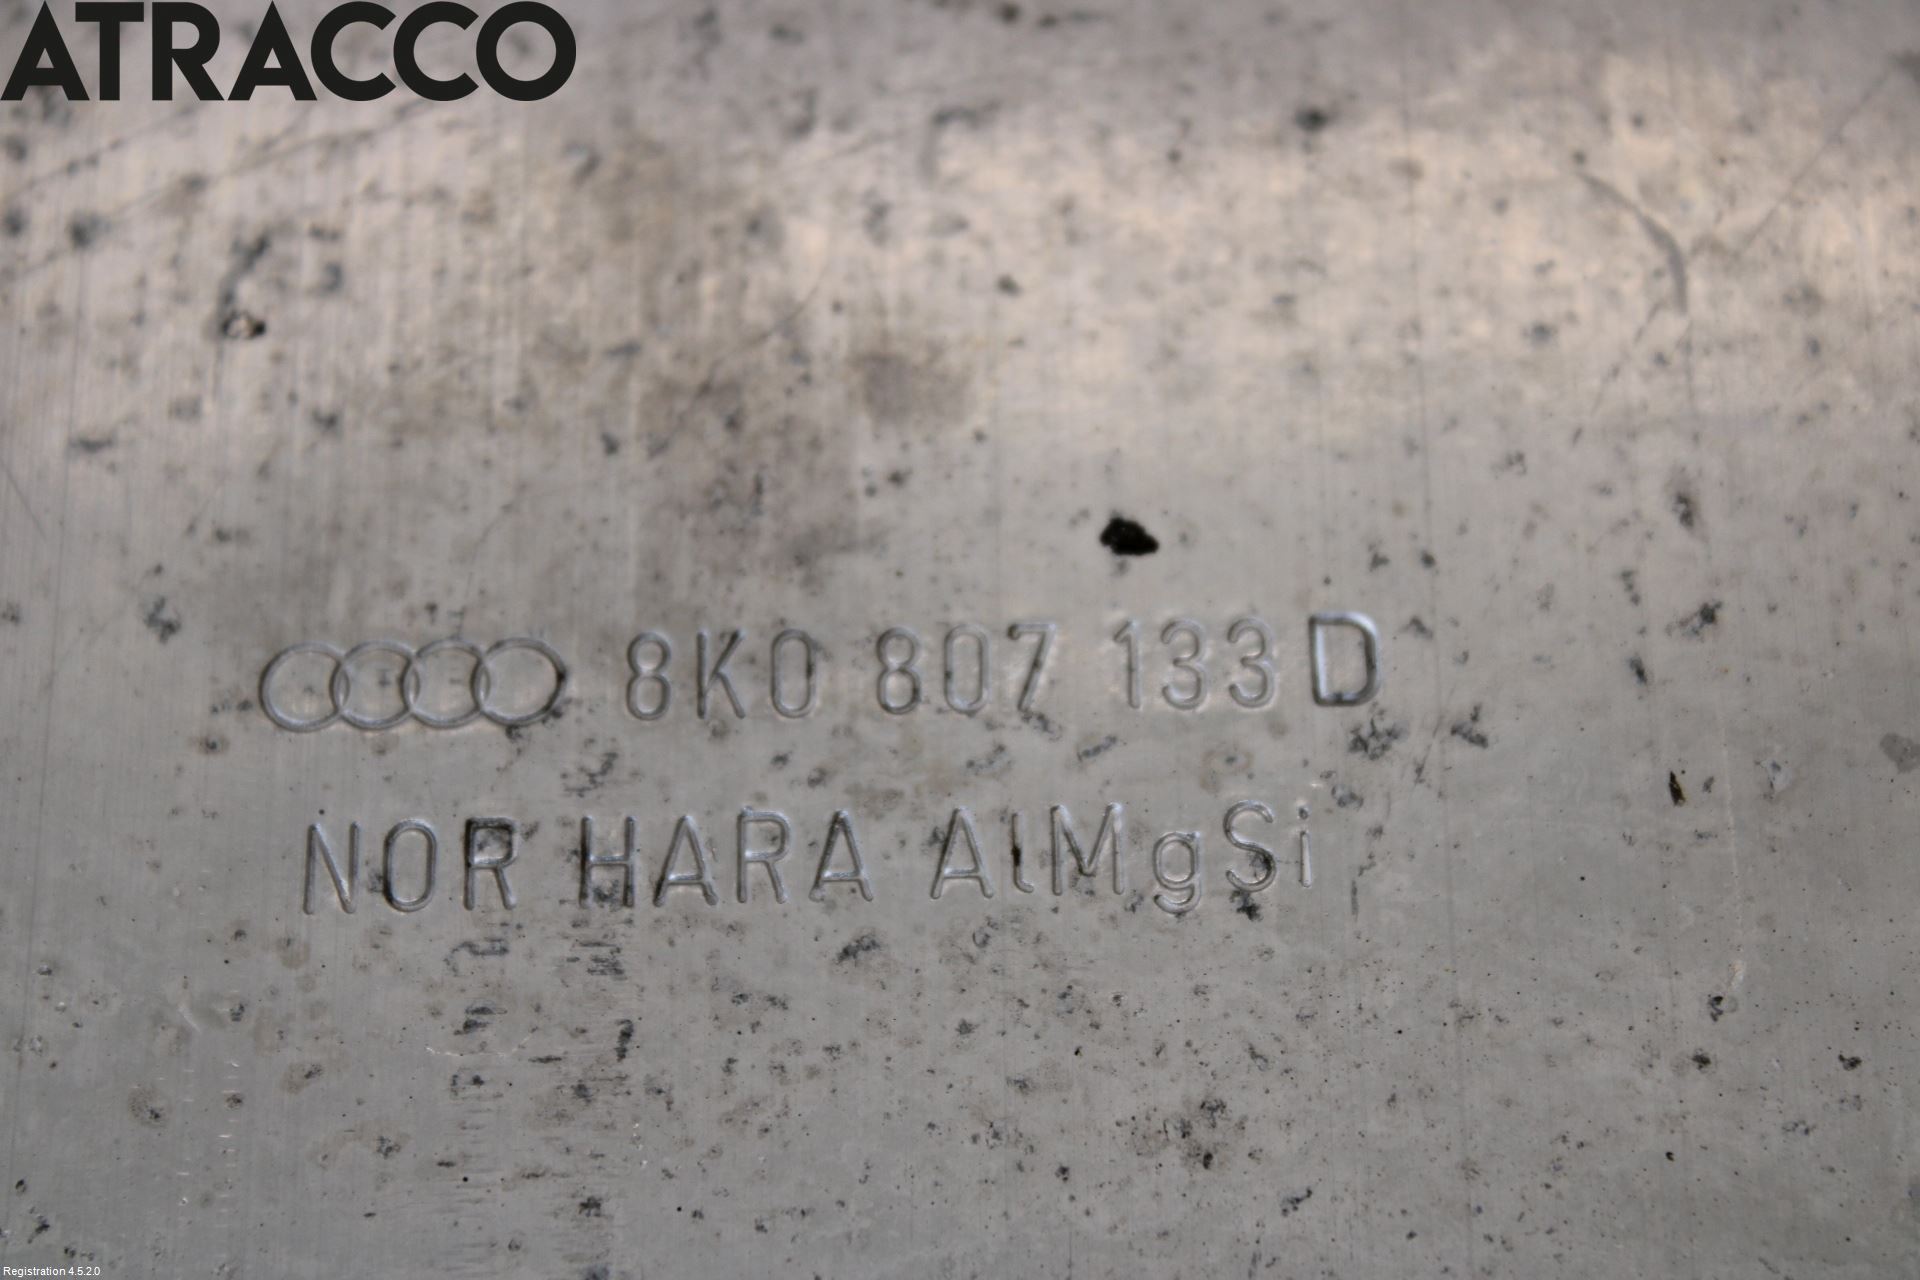 ATRACCO
8K0 807 133 D
NOR HARA AlMgSi
Registration 4.5.2.0